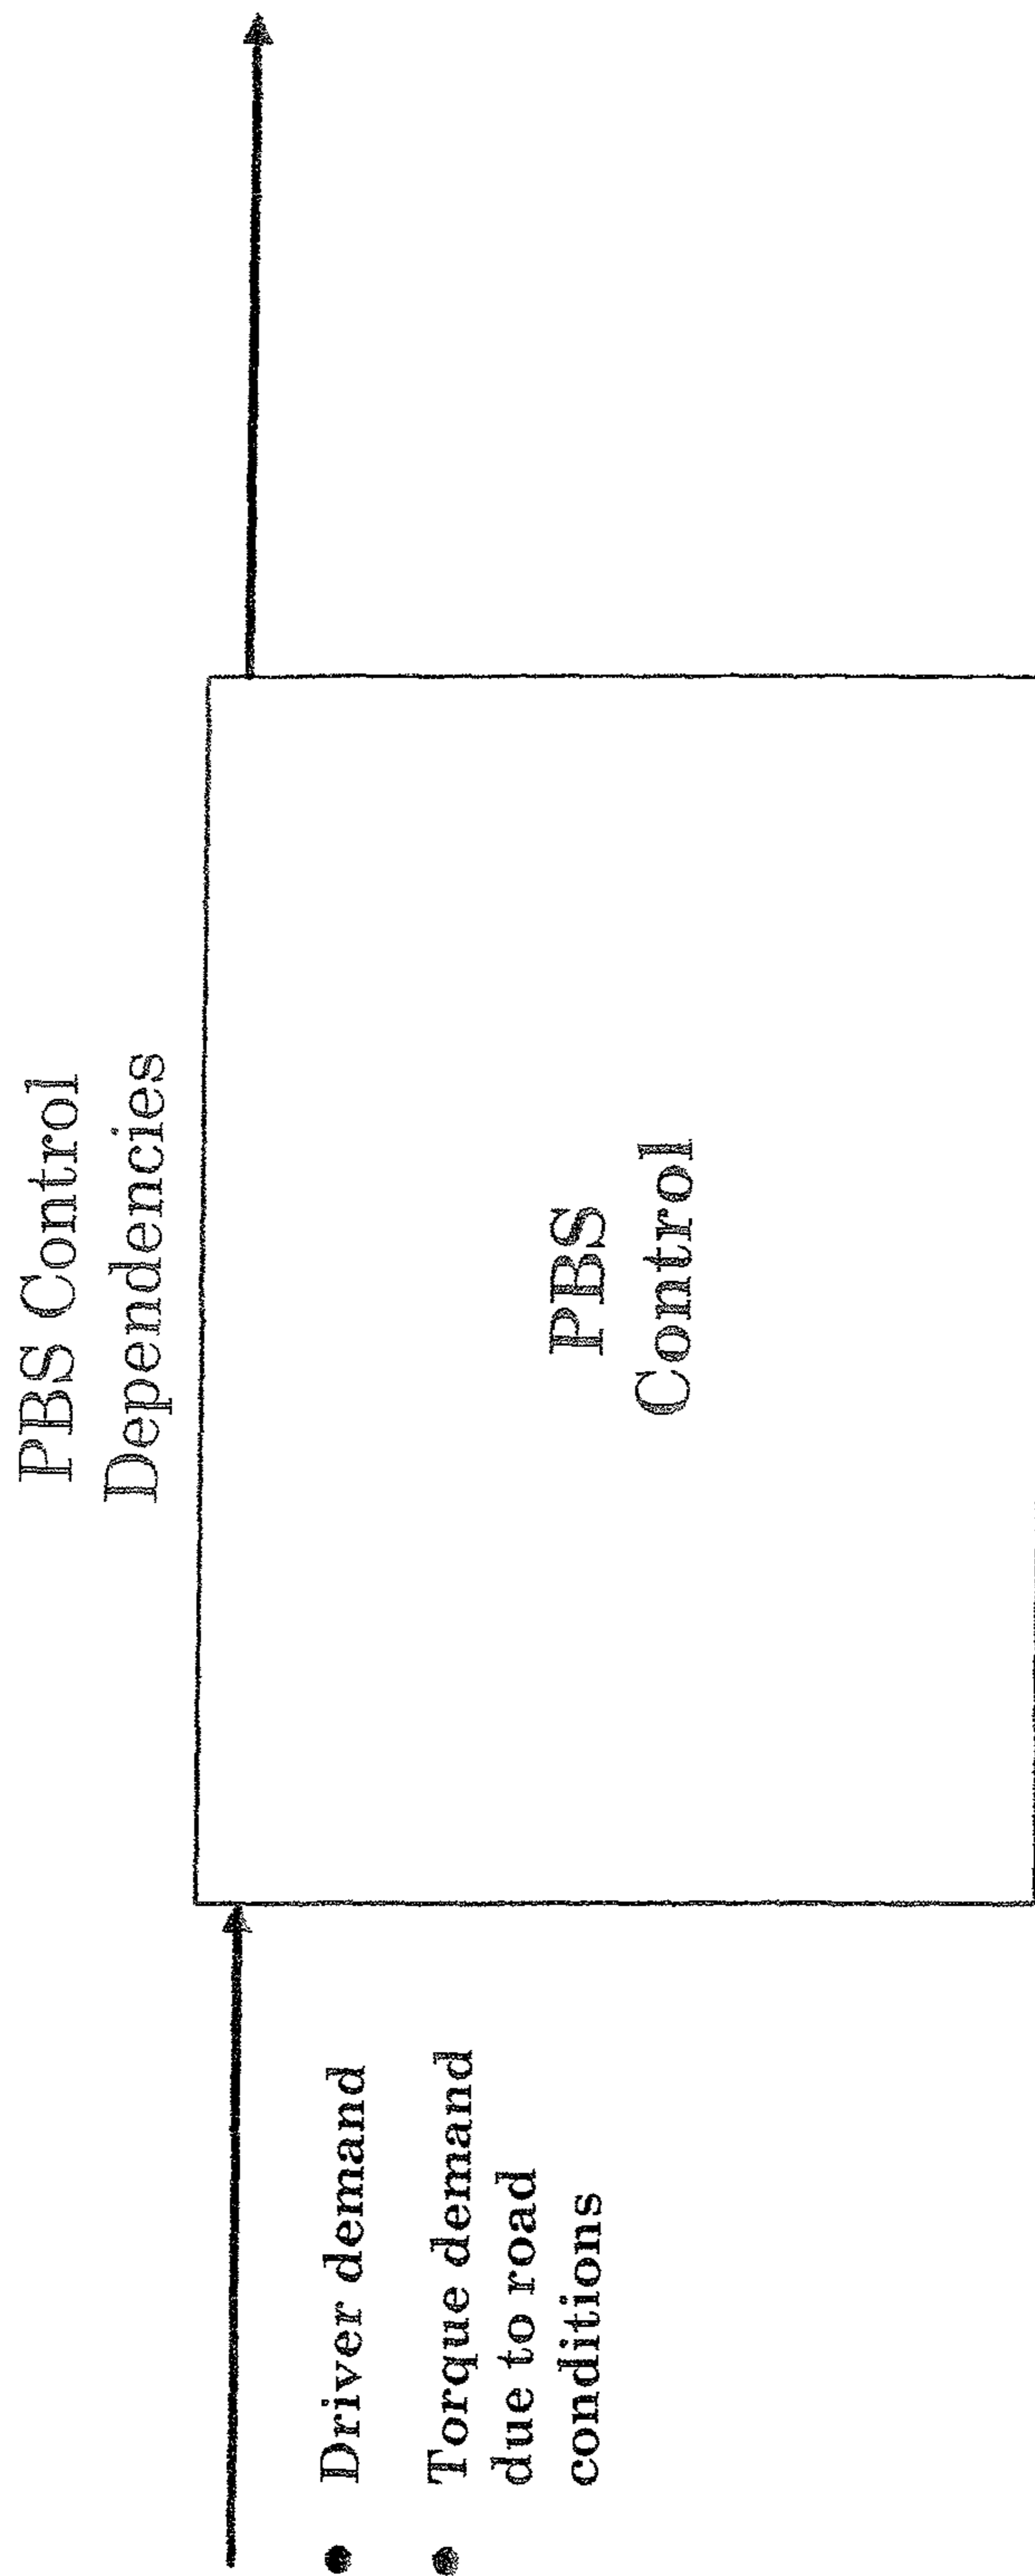 PBS Control
Dependencies
PBS
Control
● Driver demand
● Torque demand
due to road
conditions